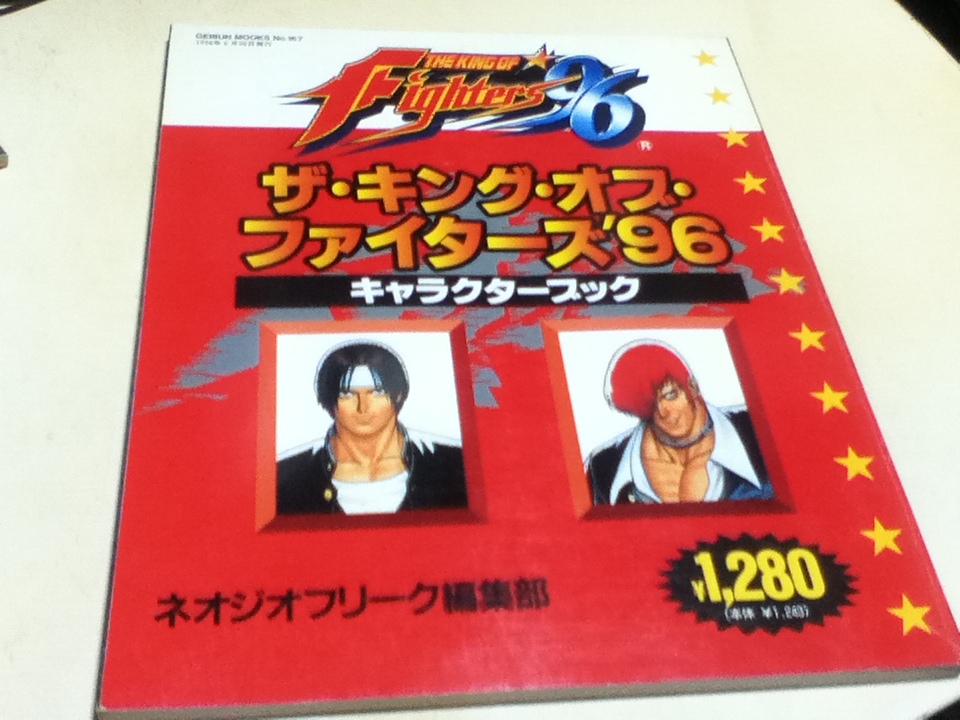 GEIBUN MOOKS No.167
THE KING OF
Fighters '96
®
ザ・キング・オブ・
ファイターズ'96
キャラクターブック
ネオジオフリーク編集部
¥1,280